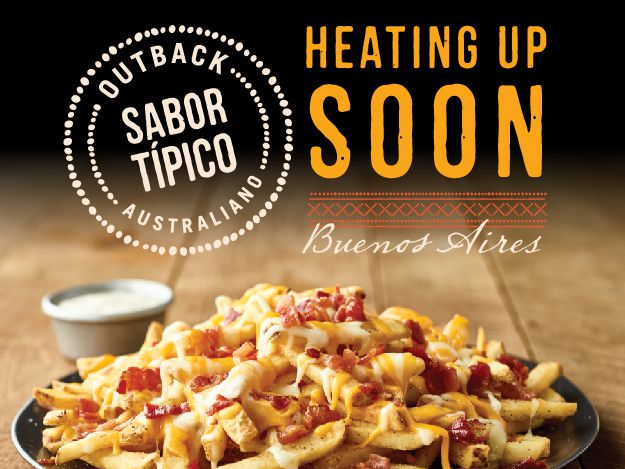 OUTBACK
SABOR
TÍPICO
AUSTRALIANO
HEATING UP
SOON
Buenos Aires